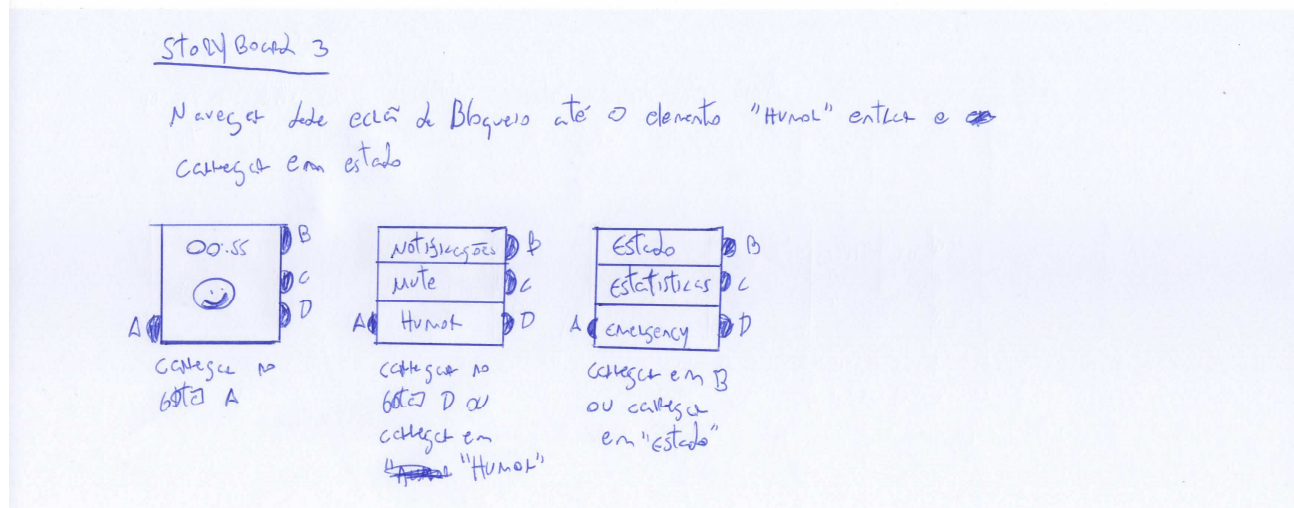 StoryBoard 3
Navegar desde ecrã de Bloqueio até o elemento "Humor" entrar e
carregar em estado
00:55
B
C
D
A
carregar no
botão A
Notificações B
Mute C
A Humor D
carregar no
botão D ou
carregar em
"Humor"
Estado B
Estatisticas C
A Emergency D
carregar em B
ou carregar
em "Estado"